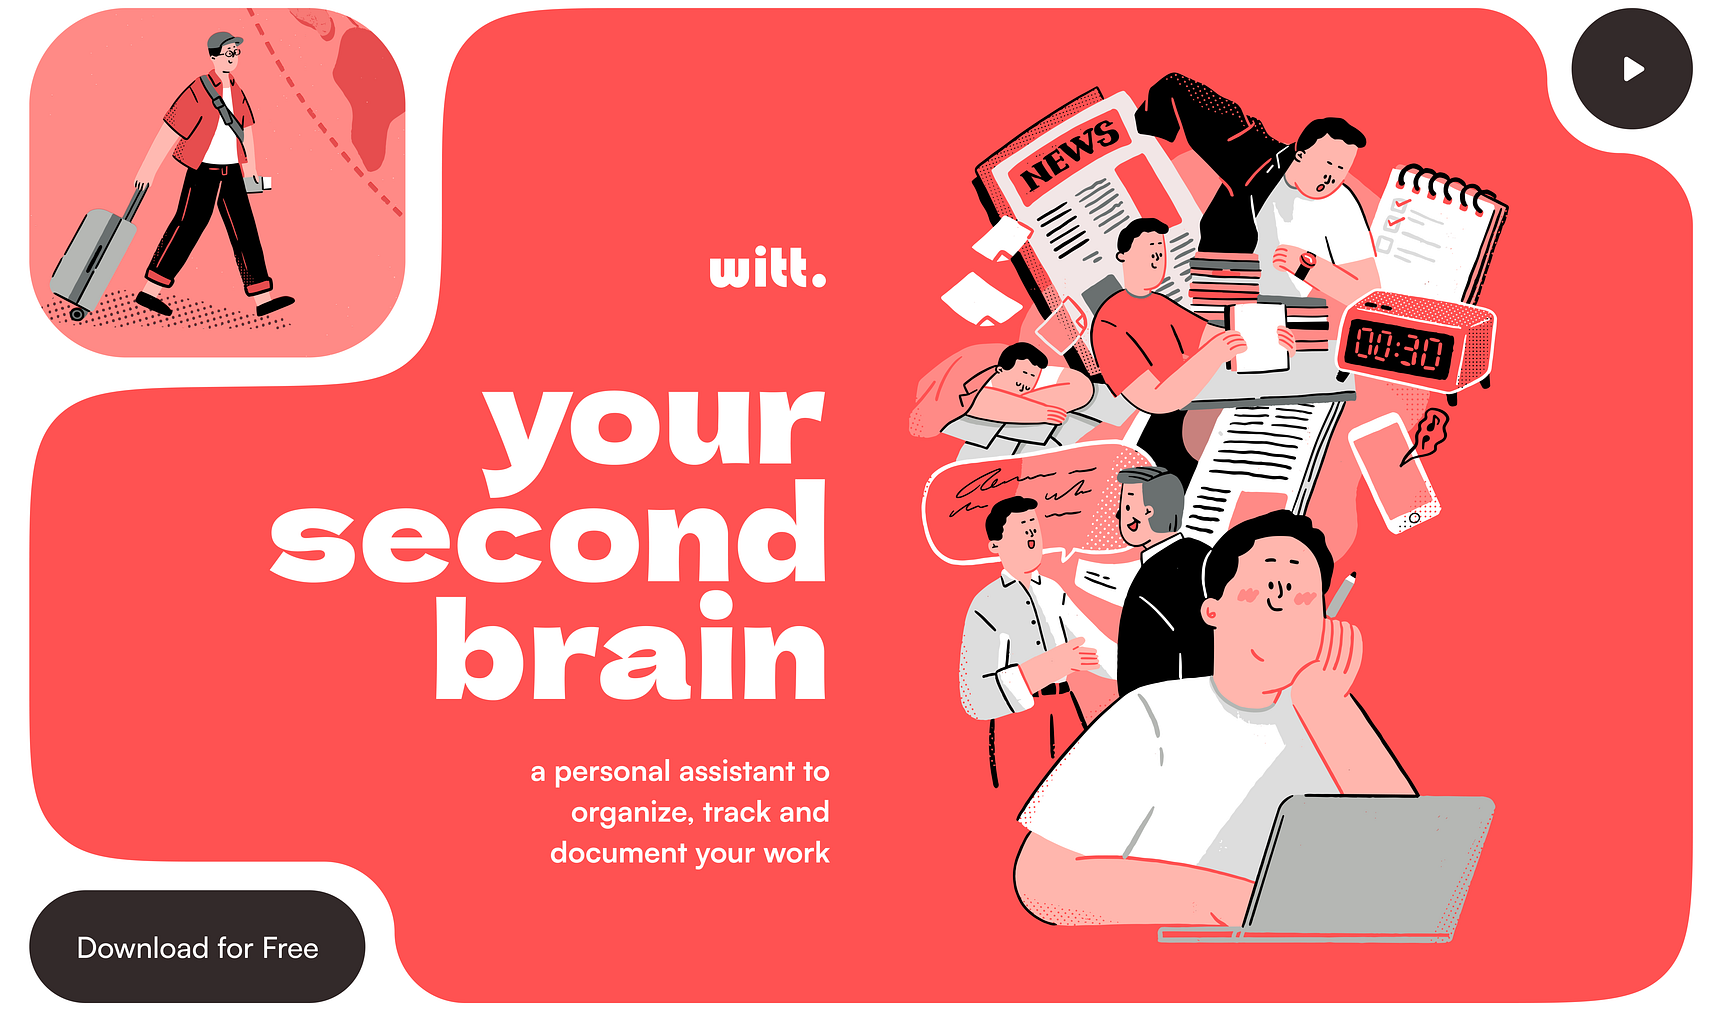 witt.
your
second
brain
a personal assistant to
organize, track and
document your work
Download for Free
NEWS
00:30